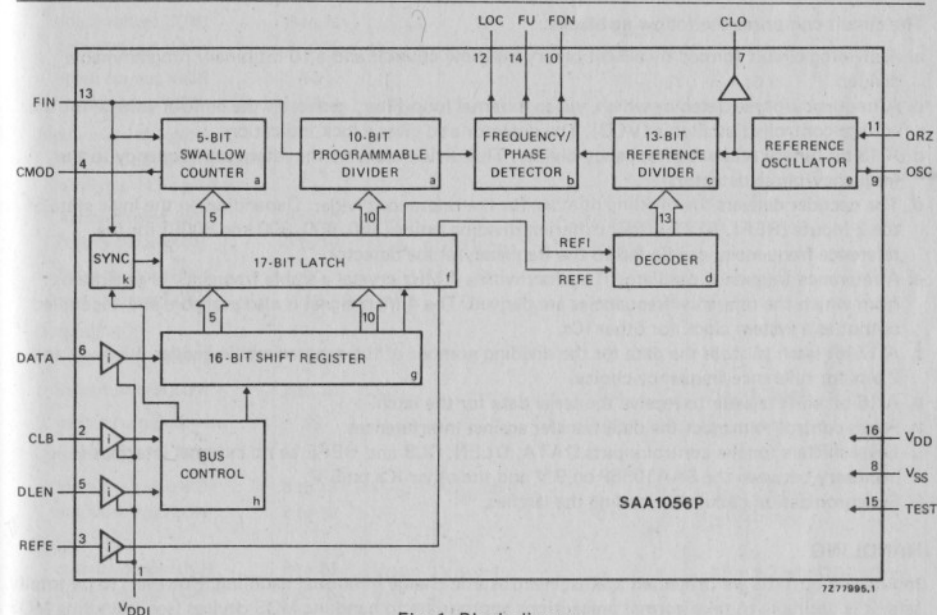 LOC FU FDN CLO
12 14 10 7
FIN 13
5-BIT
SWALLOW
COUNTER
a
10-BIT
PROGRAMMABLE
DIVIDER
a
FEQUENCY/
PHASE
DETECTOR
b
13-BIT
REFERENCE
DIVIDER
c
REFERENCE
OSCILLATOR
e
11 QRZ
9 OSC
CMOD 4
5
10
13
SYNC
k
17-BIT LATCH
f
REFI
REFE
DECODER
d
5
10
DATA 6
i
16-BIT SHIFT REGISTER
g
CLB 2
i
BUS
CONTROL
h
DLEN 5
i
REFE 3
i
1
VDDI
16 VDD
8 VSS
15 TEST
SAA1056P
7Z77995.1